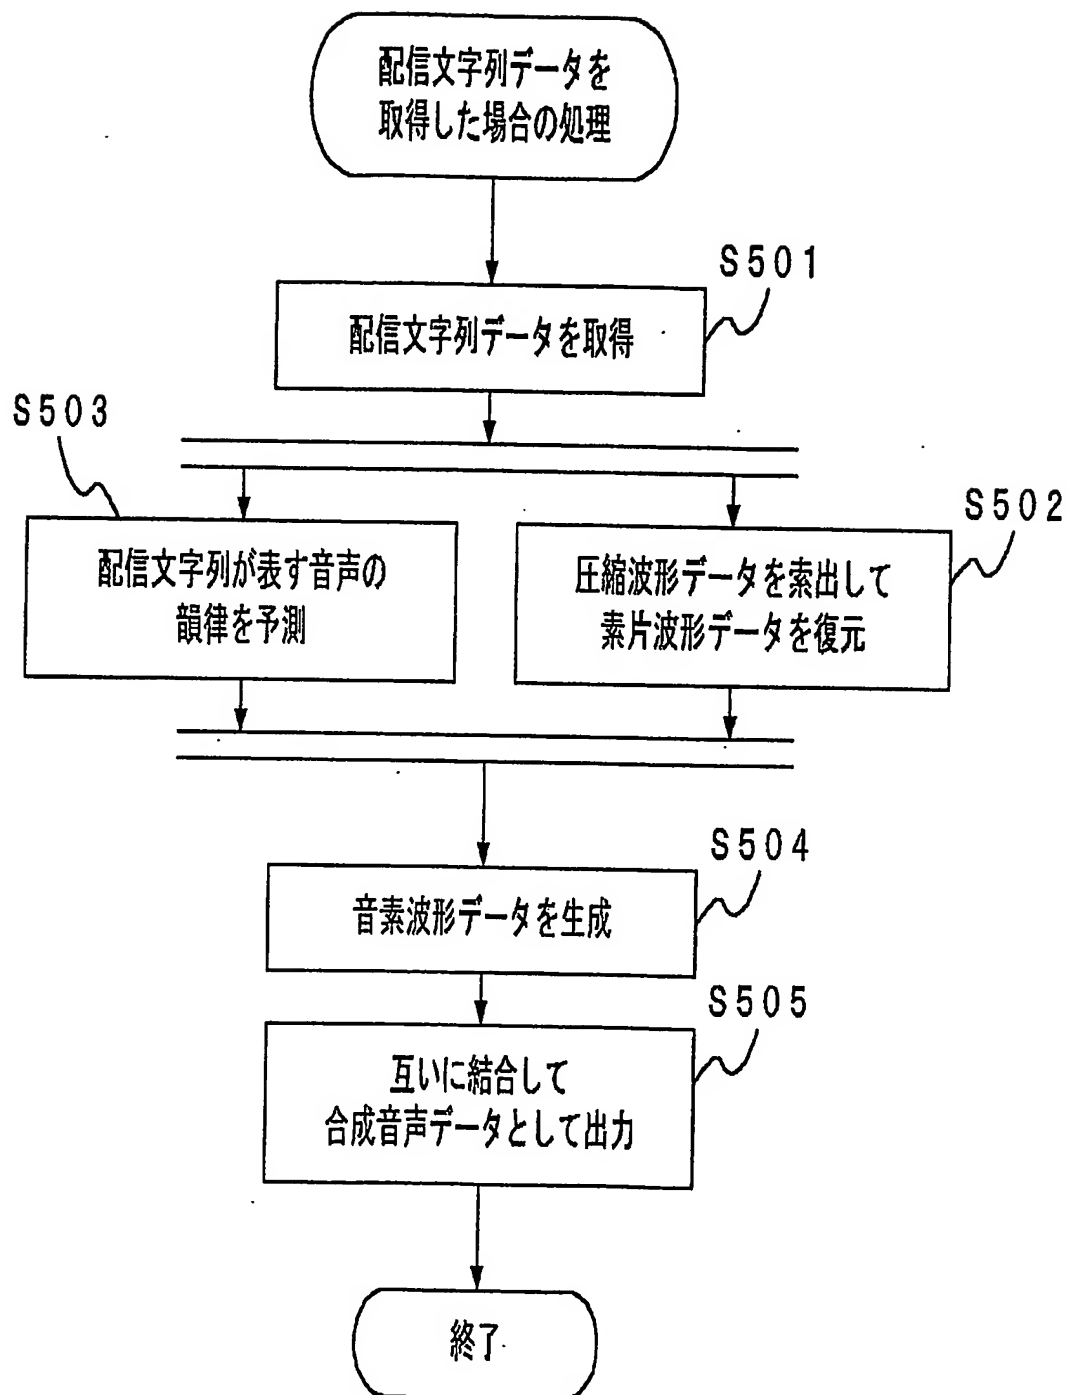 配信文字列データを
取得した場合の処理
S501
配信文字列データを取得
S503
配信文字列が表す音声の
韻律を予測
S502
圧縮波形データを索出して
素片波形データを復元
S504
音素波形データを生成
S505
互いに結合して
合成音声データとして出力
終了